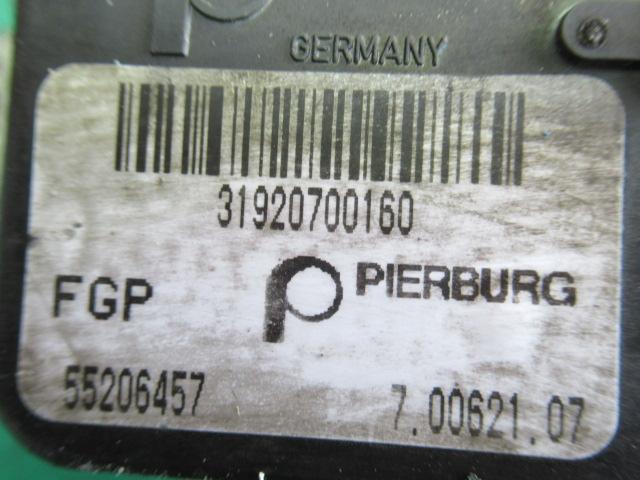 GERMANY
31920700160
FGP PIERBURG
55206457 7.00621.07